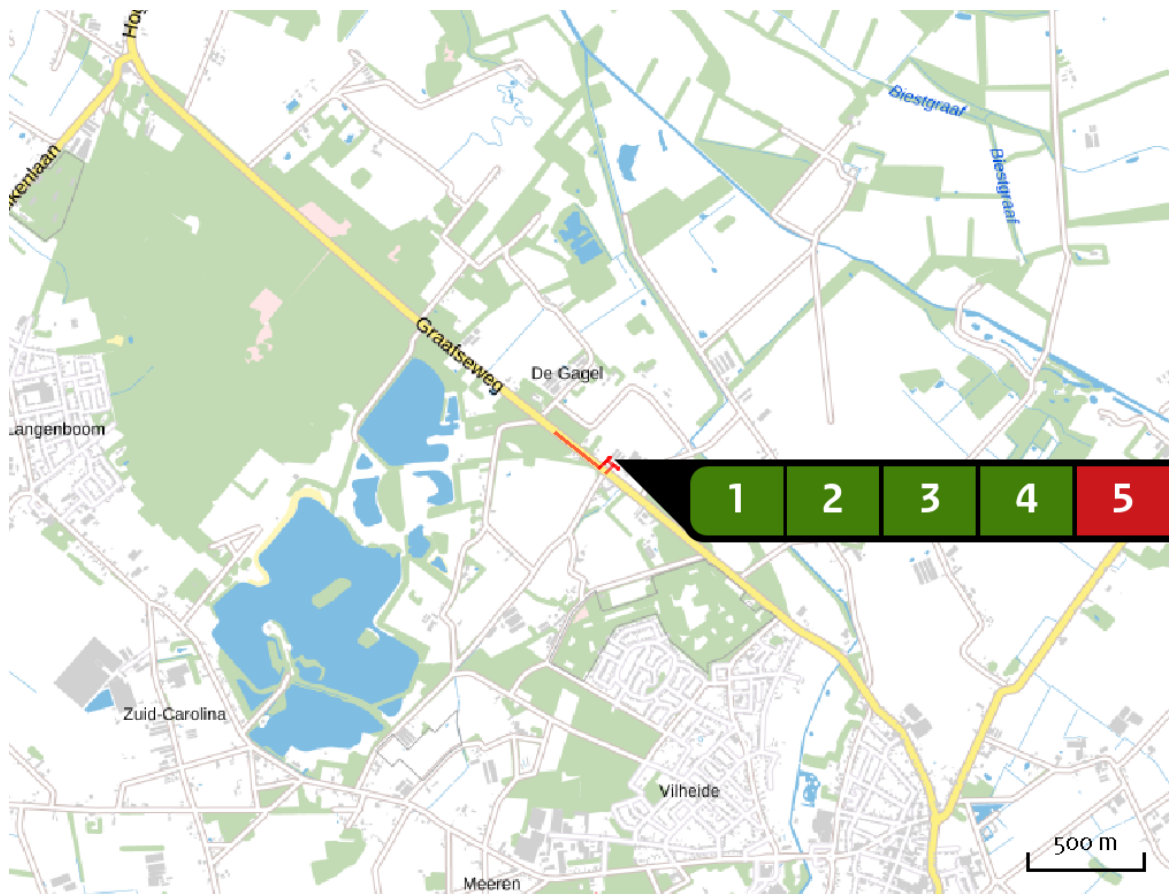 Biestgraaf
Biestgraaf
Graafseweg
De Gagel
Langenboom
1 2 3 4 5
Zuid-Carolina
Vilheide
500 m
Meeren